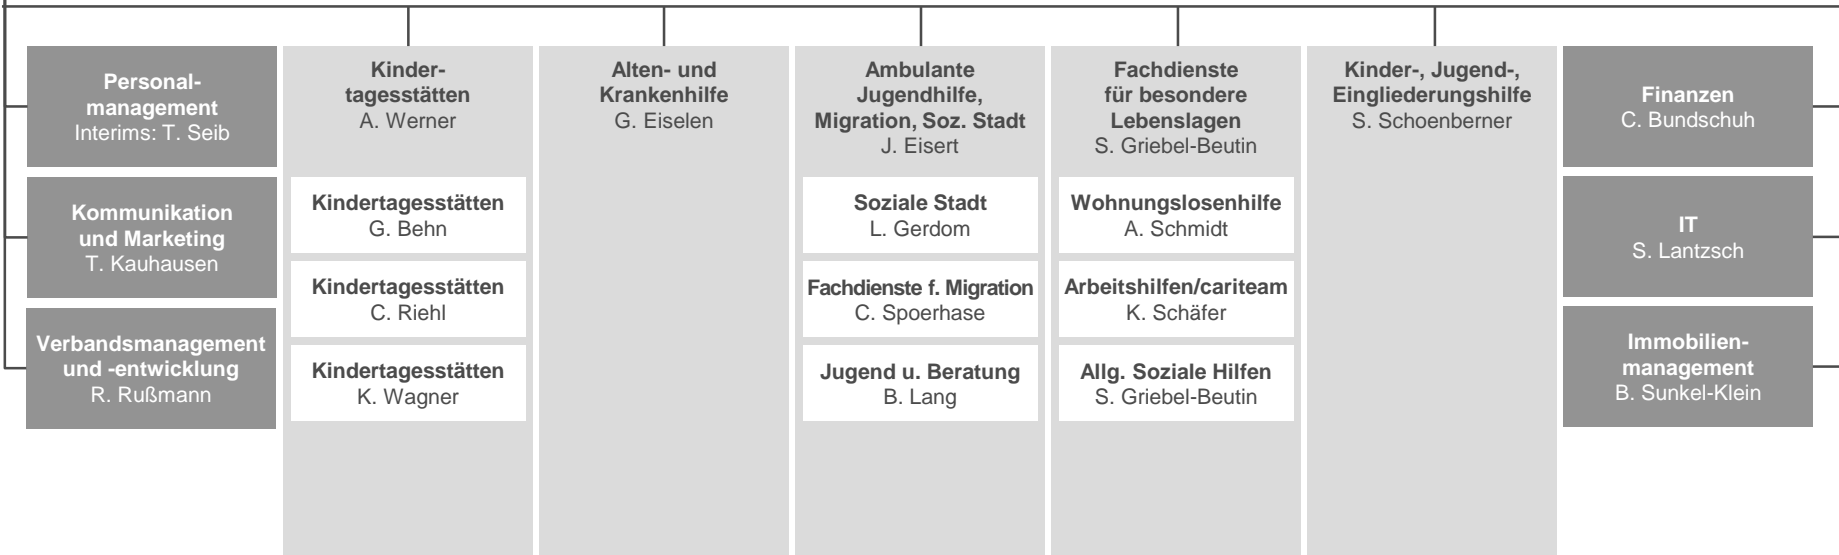 Personal-
management
Interims: T. Seib
Kommunikation
und Marketing
T. Kauhausen
Verbandsmanagement
und -entwicklung
R. Rußmann
Kinder-
tagesstätten
A. Werner
Kindertagesstätten
G. Behn
Kindertagesstätten
C. Riehl
Kindertagesstätten
K. Wagner
Alten- und
Krankenhilfe
G. Eiselen
Ambulante
Jugendhilfe,
Migration, Soz. Stadt
J. Eisert
Soziale Stadt
L. Gerdom
Fachdienste f. Migration
C. Spoerhase
Jugend u. Beratung
B. Lang
Fachdienste
für besondere
Lebenslagen
S. Griebel-Beutin
Wohnungslosenhilfe
A. Schmidt
Arbeitshilfen/cariteam
K. Schäfer
Allg. Soziale Hilfen
S. Griebel-Beutin
Kinder-, Jugend-,
Eingliederungshilfe
S. Schoenberner
Finanzen
C. Bundschuh
IT
S. Lantzsch
Immobilien-
management
B. Sunkel-Klein